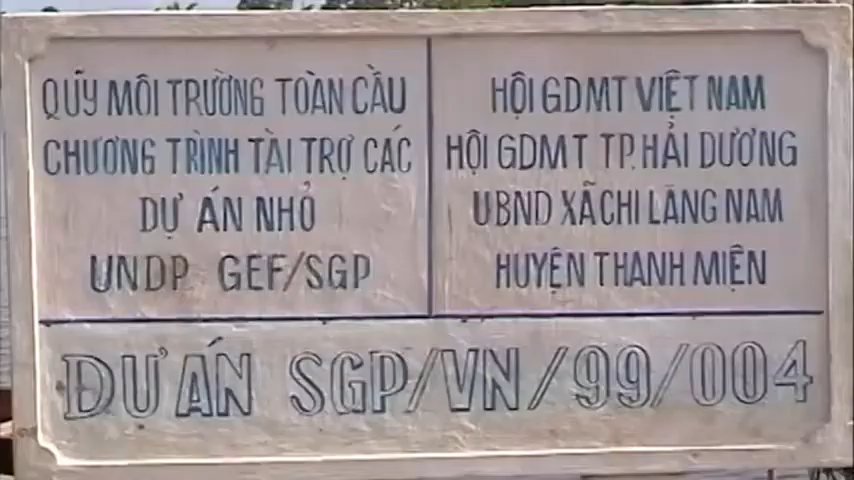 QUỸ MÔI TRƯỜNG TOÀN CẦU
CHƯƠNG TRÌNH TÀI TRỢ CÁC
DỰ ÁN NHỎ
UNDP GEF/SGP
HỘI GDMT VIỆT NAM
HỘI GDMT TP. HẢI DƯƠNG
UBND XÃ CHI LĂNG NAM
HUYỆN THANH MIỆN
DỰ ÁN SGP/VN/99/004